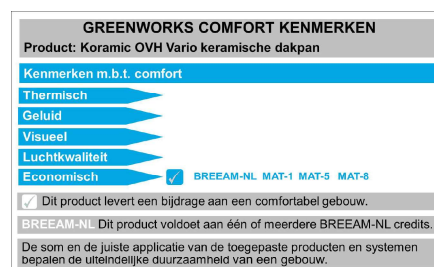 GREENWORKS COMFORT KENMERKEN
Product: Koramic OVH Vario keramische dakpan
Kenmerken m.b.t. comfort
Thermisch
Geluid
Visueel
Luchtkwaliteit
Economisch BREEAM-NL MAT-1 MAT-5 MAT-8
Dit product levert een bijdrage aan een comfortabel gebouw.
BREEAM-NL Dit product voldoet aan één of meerdere BREEAM-NL credits.
De som en de juiste applicatie van de toegepaste producten en systemen
bepalen de uiteindelijke duurzaamheid van een gebouw.